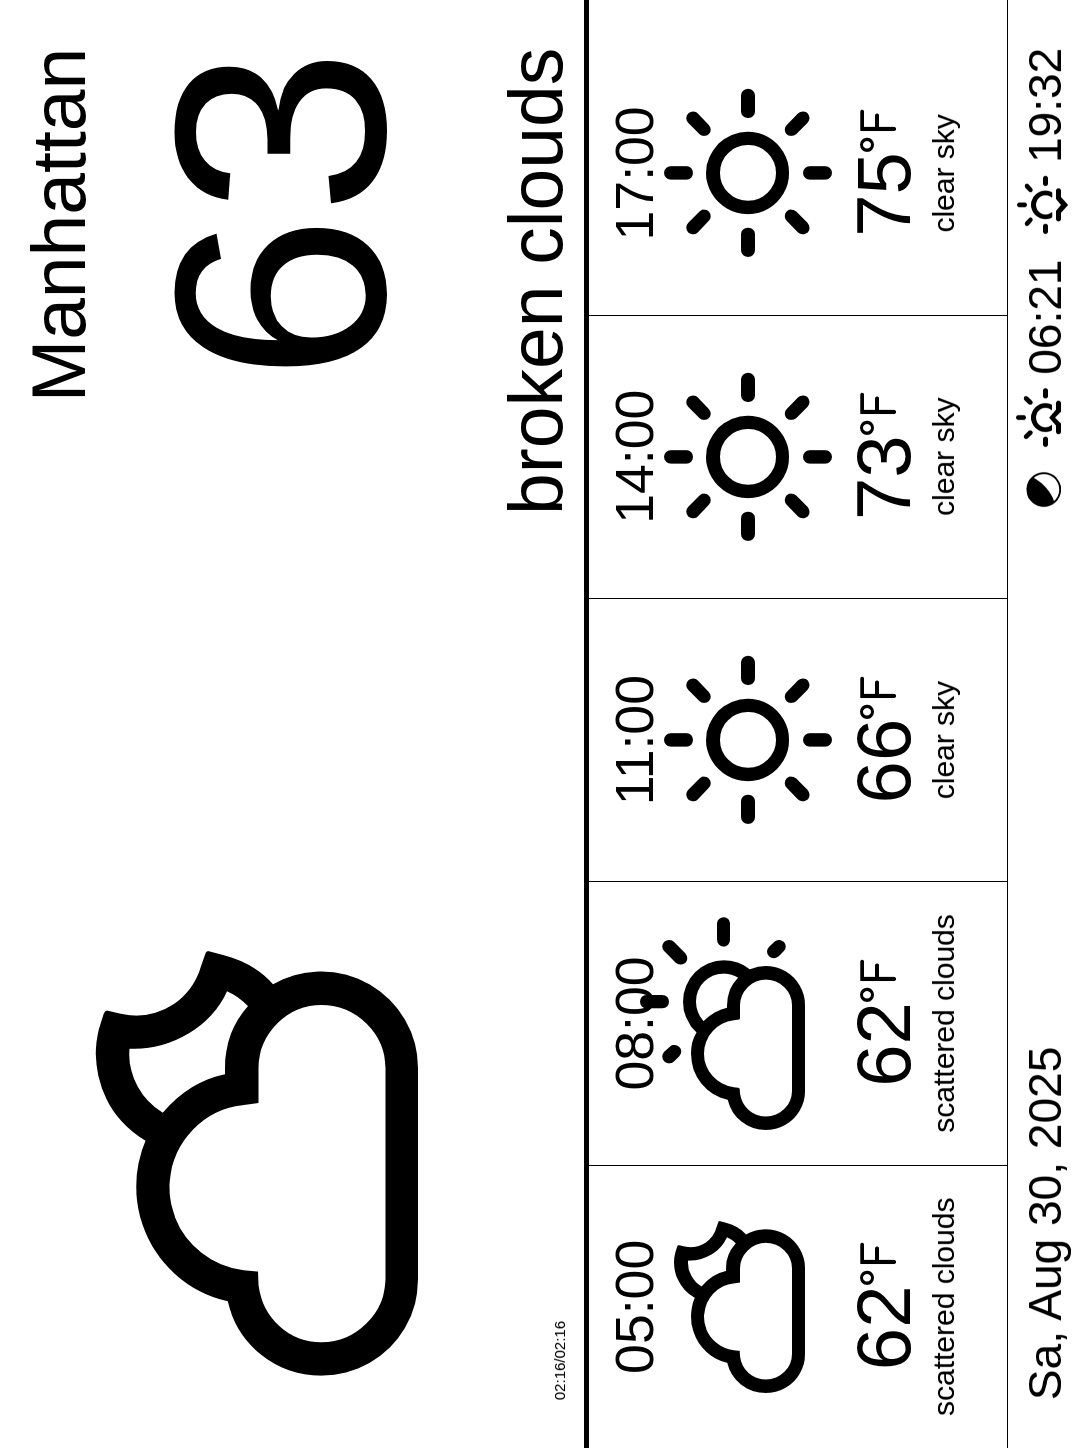 Manhattan
63
broken clouds
02:16/02:16
05:00 08:00 11:00 14:00 17:00
62°F 62°F 66°F 73°F 75°F
scattered clouds scattered clouds clear sky clear sky clear sky
Sa, Aug 30, 2025 06:21 19:32